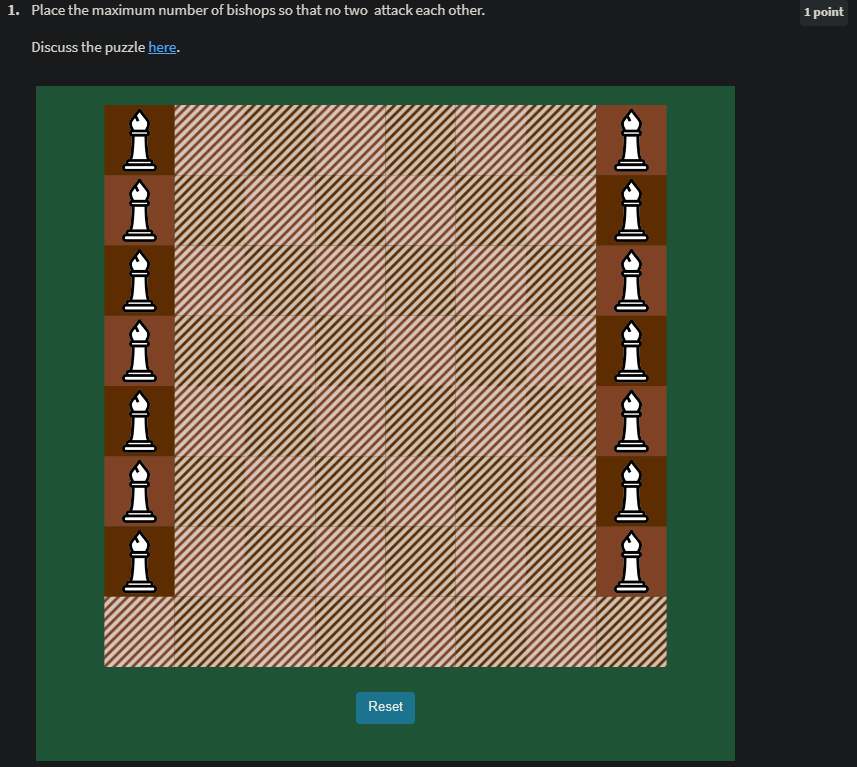 1. Place the maximum number of bishops so that no two attack each other.
1 point
Discuss the puzzle here.
Reset